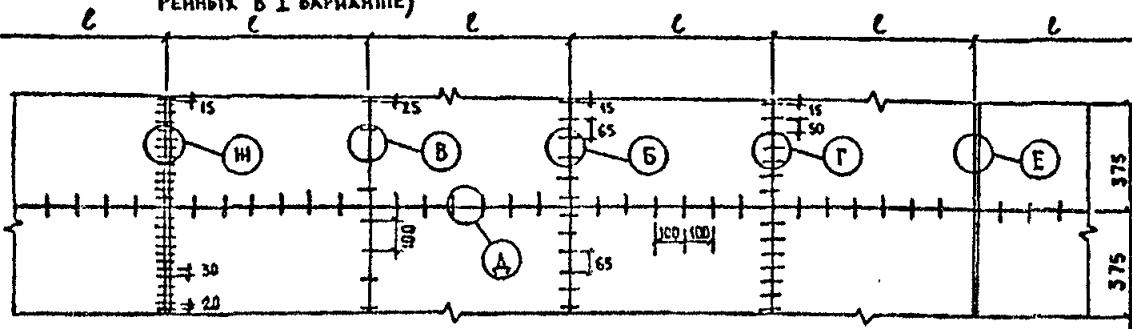 РЕННЫХ В I ВАРИАНТЕ)
ℓ ℓ ℓ ℓ ℓ ℓ
15 25 15 15
65 50
Ж В Б Г Е
375
100 100 100
Д
65
30
375
20